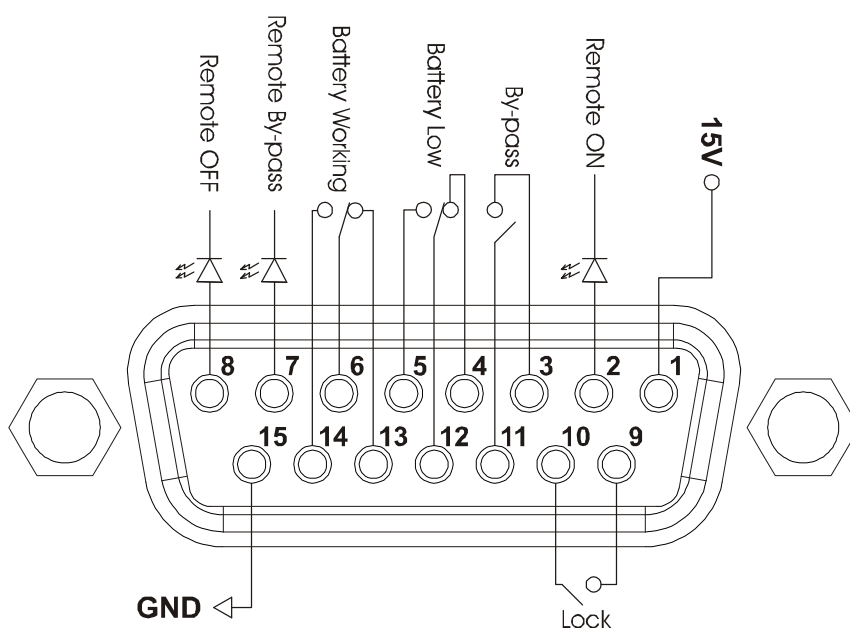 Remote OFF
Remote By-pass
Battery Working
Battery Low
By-pass
Remote ON
15V
8 7 6 5 4 3 2 1
15 14 13 12 11 10 9
GND
Lock